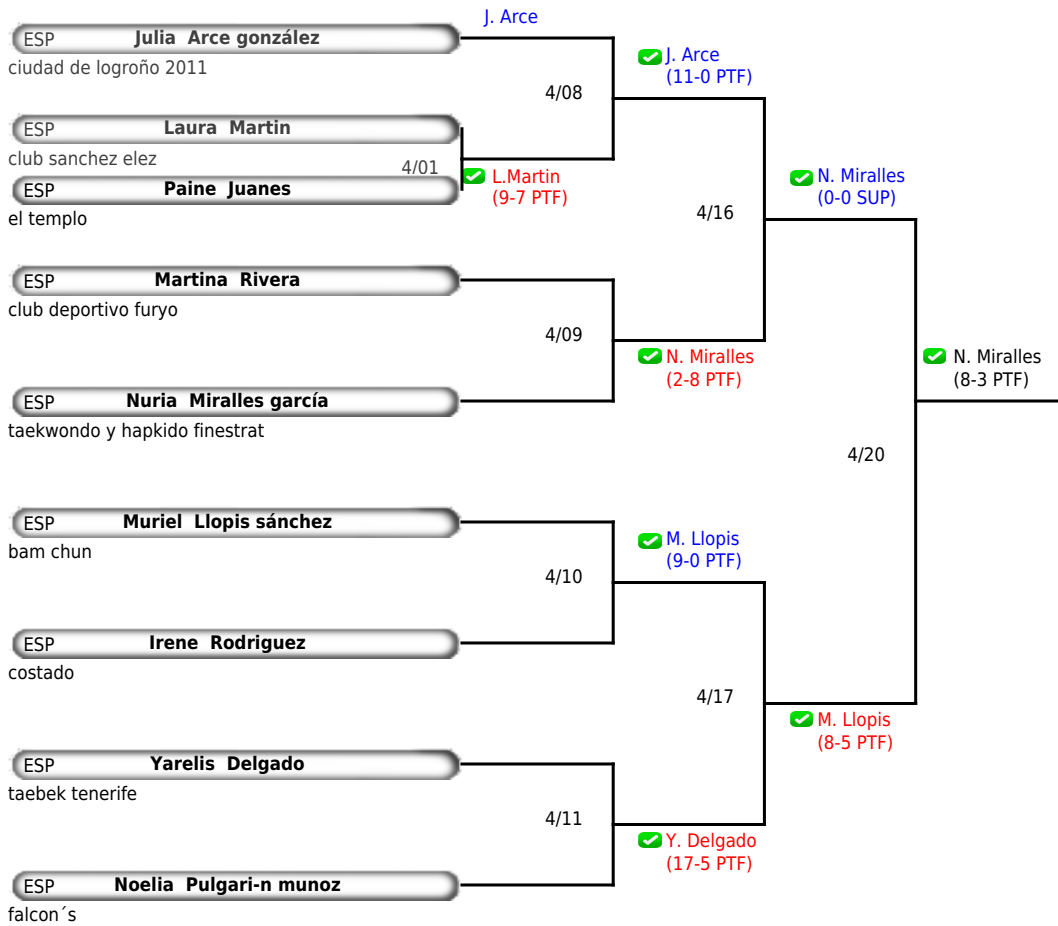 J. Arce
ESP Julia Arce gonzález
ciudad de logroño 2011
J. Arce
(11-0 PTF)
4/08
ESP Laura Martin
club sanchez elez
4/01
L.Martin
(9-7 PTF)
ESP Paine Juanes
el templo
N. Miralles
(0-0 SUP)
4/16
ESP Martina Rivera
club deportivo furyo
4/09
N. Miralles
(2-8 PTF)
N. Miralles
(8-3 PTF)
ESP Nuria Miralles garcía
taekwondo y hapkido finestrat
4/20
ESP Muriel Llopis sánchez
bam chun
M. Llopis
(9-0 PTF)
4/10
ESP Irene Rodriguez
costado
4/17
M. Llopis
(8-5 PTF)
ESP Yarelis Delgado
taebek tenerife
4/11
Y. Delgado
(17-5 PTF)
ESP Noelia Pulgari-n munoz
falcon´s